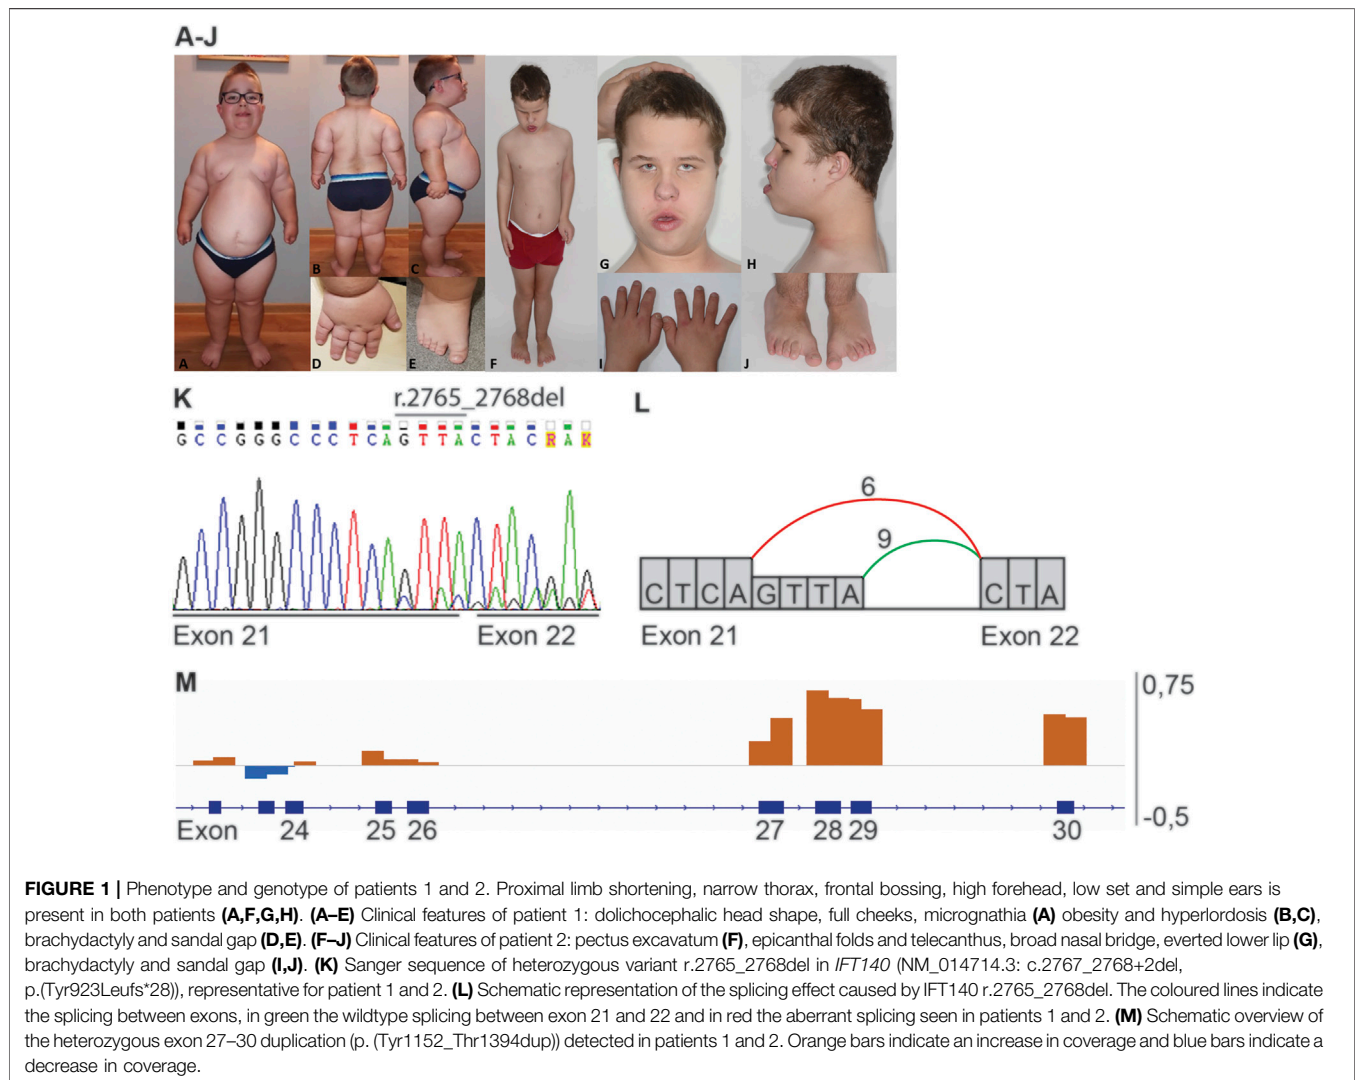 A-J
A
B
C
D
E
F
G
H
I
J
K
r.2765_2768del
G C C G G G C C C T C A G T T A C T A C R A K
Exon 21 Exon 22
L
6
9
C T C A G T T A C T A
Exon 21 Exon 22
M
0,75
-0,5
Exon 24 25 26 27 28 29 30
FIGURE 1 | Phenotype and genotype of patients 1 and 2. Proximal limb shortening, narrow thorax, frontal bossing, high forehead, low set and simple ears is
present in both patients (A,F,G,H). (A–E) Clinical features of patient 1: dolichocephalic head shape, full cheeks, micrognathia (A) obesity and hyperlordosis (B,C),
brachydactyly and sandal gap (D,E). (F–J) Clinical features of patient 2: pectus excavatum (F), epicanthal folds and telecanthus, broad nasal bridge, everted lower lip (G),
brachydactyly and sandal gap (I,J). (K) Sanger sequence of heterozygous variant r.2765_2768del in IFT140 (NM_014714.3: c.2767_2768+2del,
p.(Tyr923Leufs*28)), representative for patient 1 and 2. (L) Schematic representation of the splicing effect caused by IFT140 r.2765_2768del. The coloured lines indicate
the splicing between exons, in green the wildtype splicing between exon 21 and 22 and in red the aberrant splicing seen in patients 1 and 2. (M) Schematic overview of
the heterozygous exon 27–30 duplication (p. (Tyr1152_Thr1394dup)) detected in patients 1 and 2. Orange bars indicate an increase in coverage and blue bars indicate a
decrease in coverage.